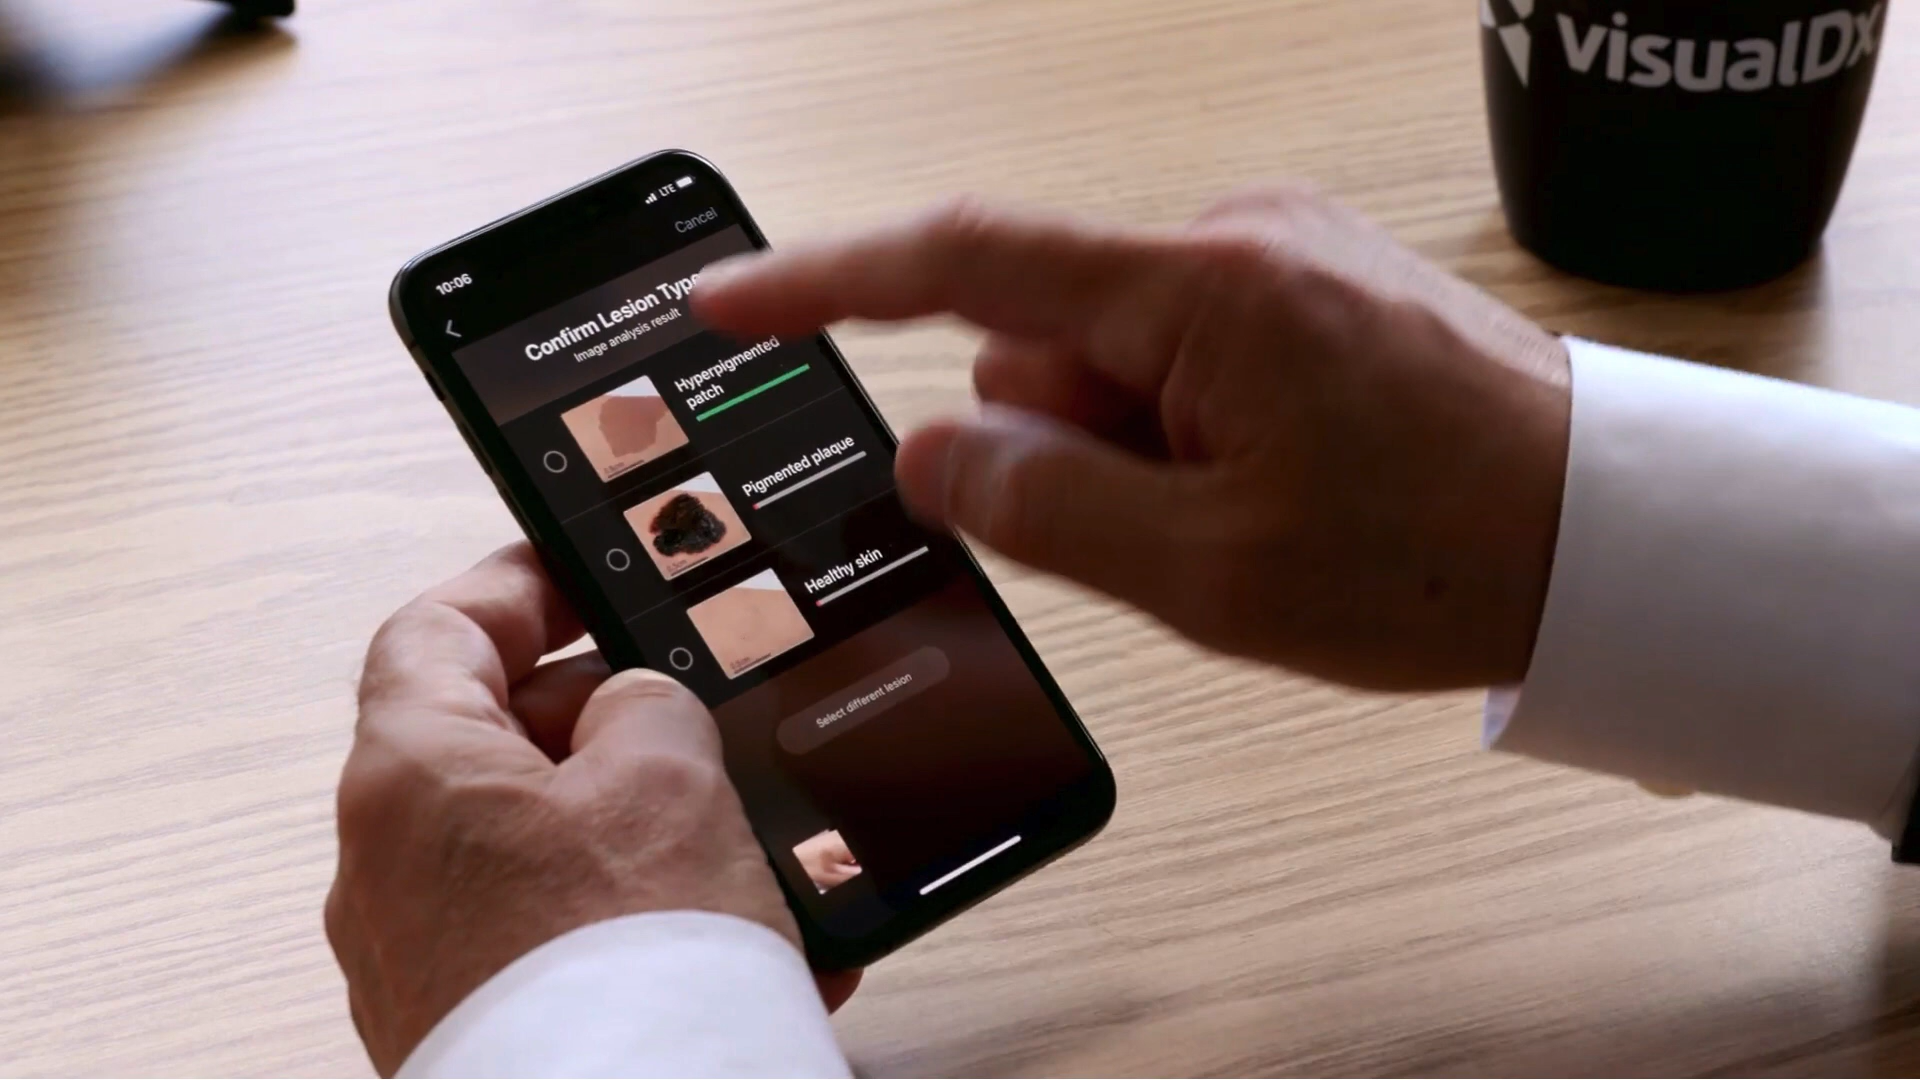 visualDx
LTE
Cancel
10:06
Confirm Lesion Type
Image analysis result
Hyperpigmented
patch
Pigmented plaque
Healthy skin
Select different lesion